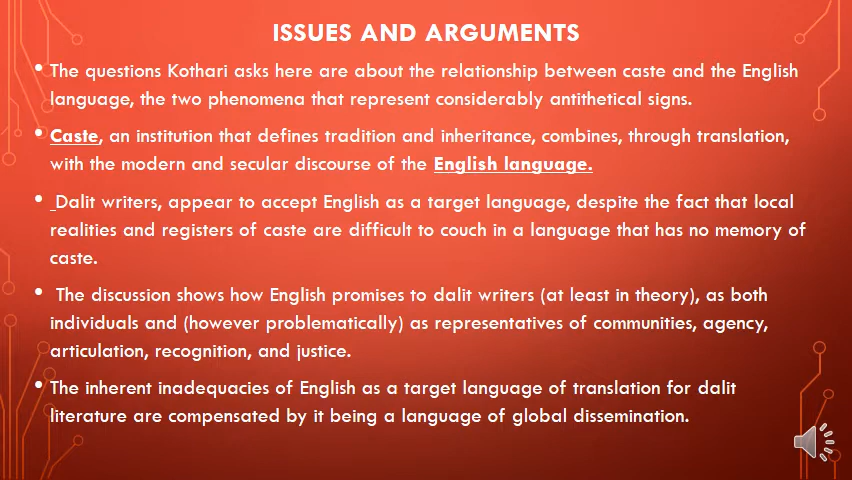 ISSUES AND ARGUMENTS
• The questions Kothari asks here are about the relationship between caste and the English
language, the two phenomena that represent considerably antithetical signs.
• Caste, an institution that defines tradition and inheritance, combines, through translation,
with the modern and secular discourse of the English language.
• Dalit writers, appear to accept English as a target language, despite the fact that local
realities and registers of caste are difficult to couch in a language that has no memory of
caste.
• The discussion shows how English promises to dalit writers (at least in theory), as both
individuals and (however problematically) as representatives of communities, agency,
articulation, recognition, and justice.
• The inherent inadequacies of English as a target language of translation for dalit
literature are compensated by it being a language of global dissemination.